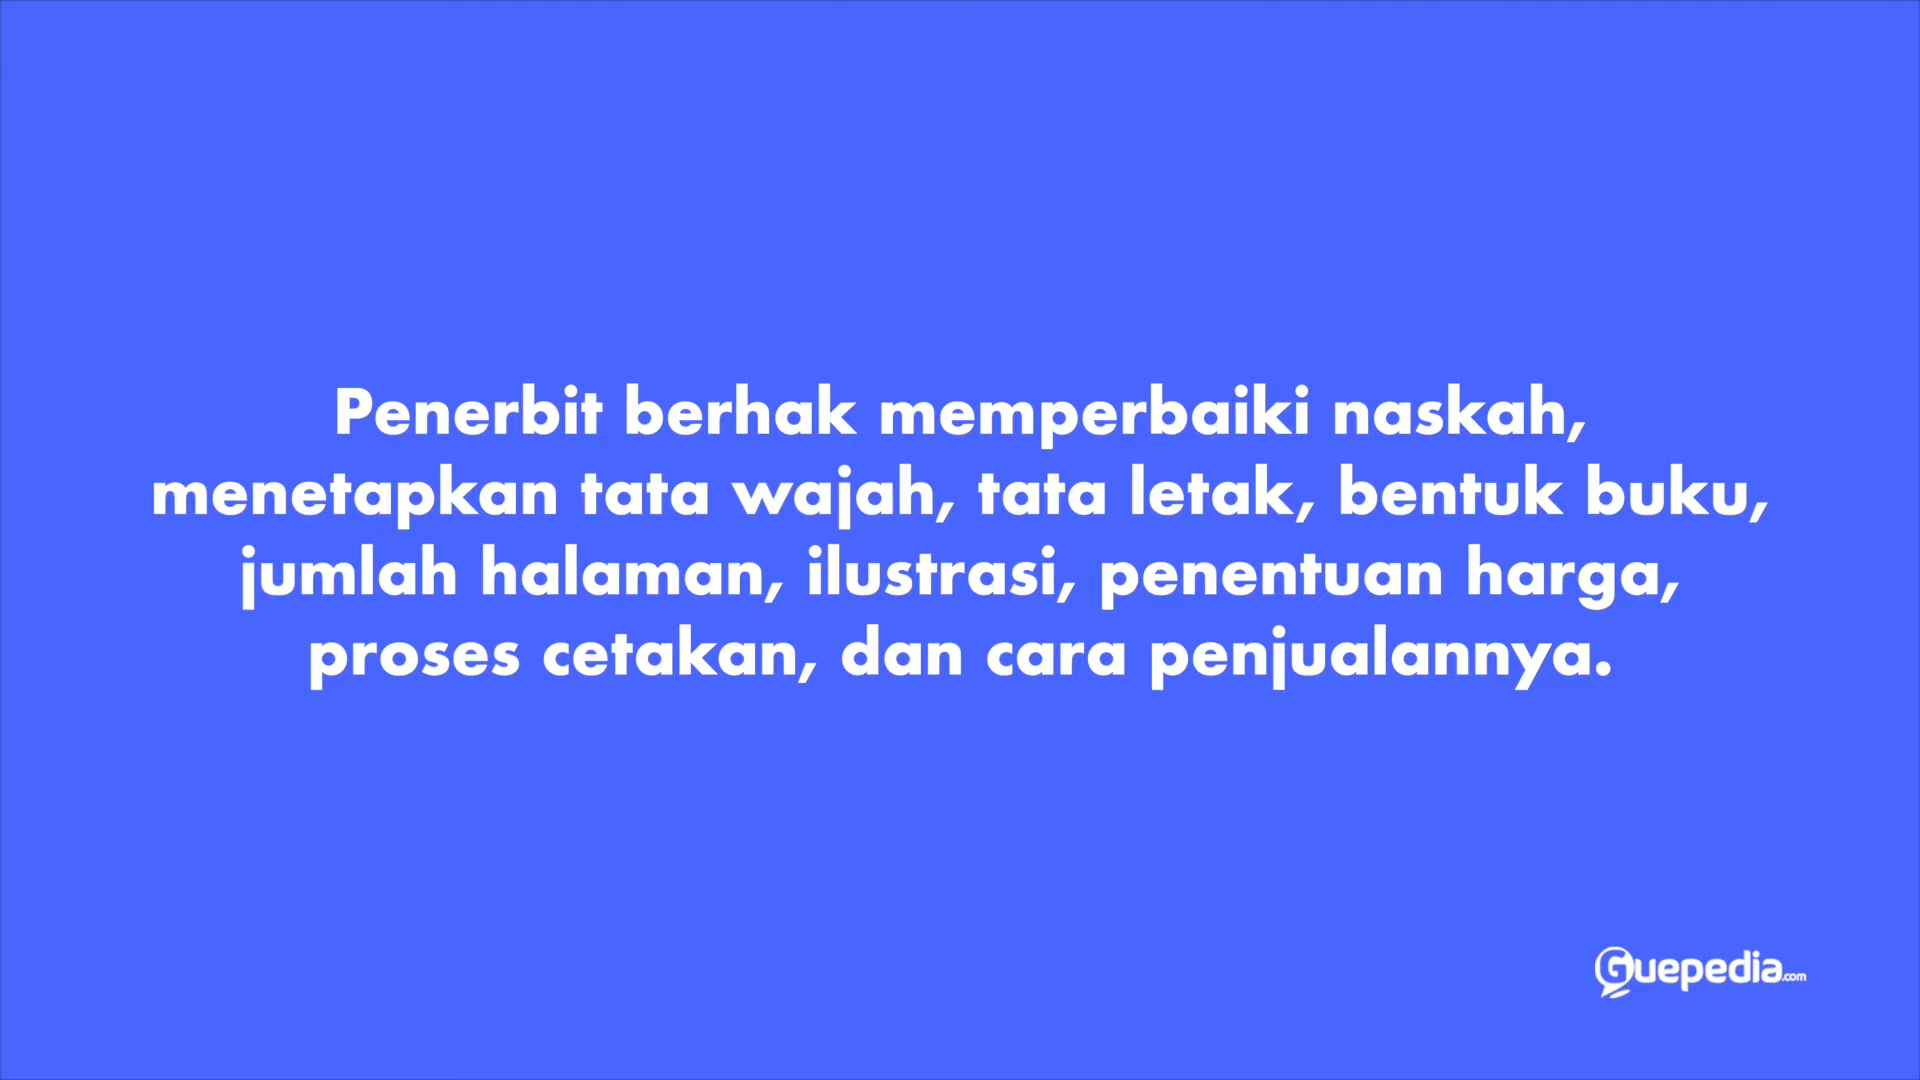 Penerbit berhak memperbaiki naskah,
menetapkan tata wajah, tata letak, bentuk buku,
jumlah halaman, ilustrasi, penentuan harga,
proses cetakan, dan cara penjualannya.
Guepedia.com